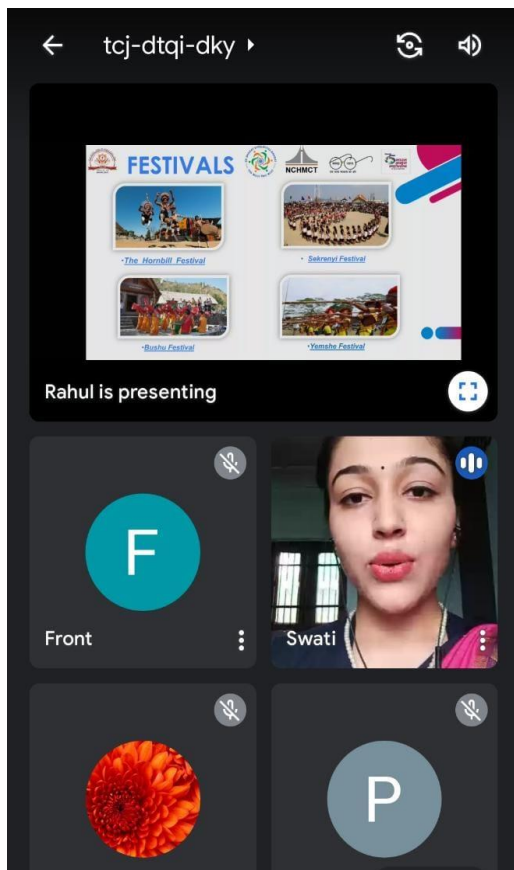 tcj-dtqi-dky
FESTIVALS
NCHMCT
75
•The Hornbill Festival
• Sekrenyi Festival
•Bushu Festival
•Yemshe Festival
Rahul is presenting
F
Front
Swati
P